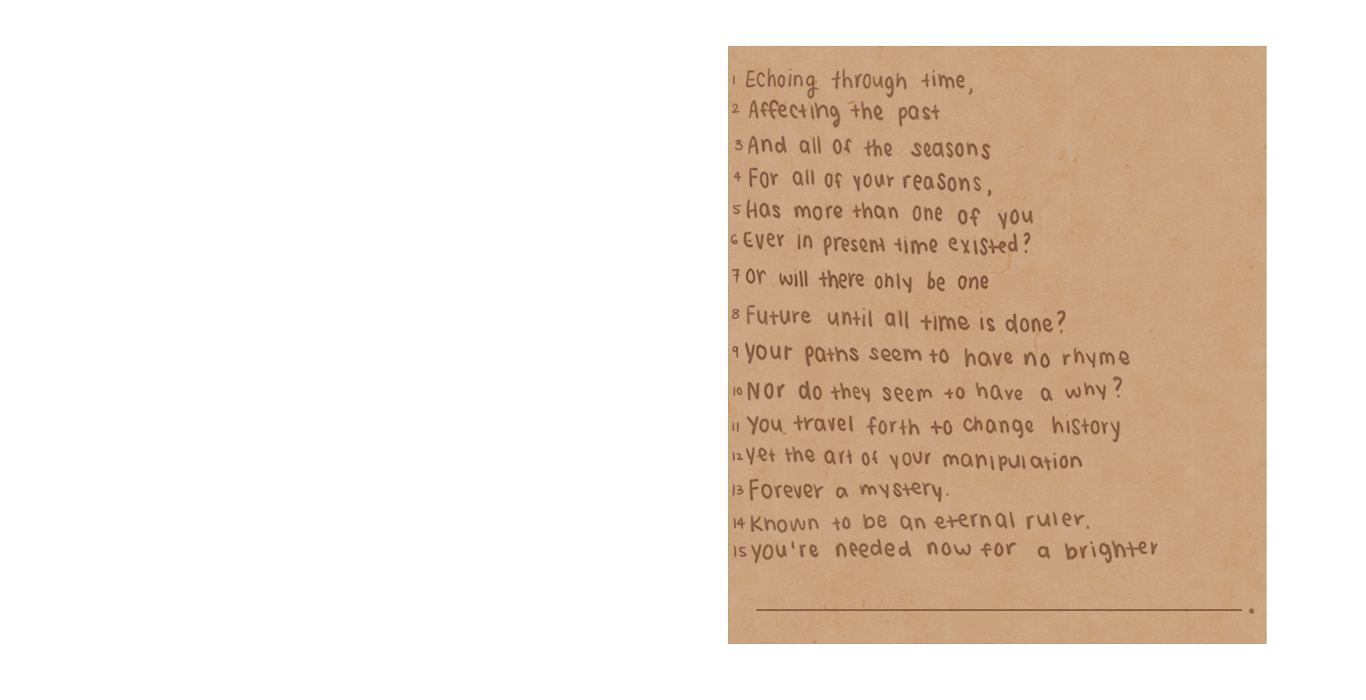 1 Echoing through time,
2 Affecting the past
3 And all of the seasons
4 For all of your reasons,
5 Has more than one of you
6 Ever in present time existed?
7 Or will there only be one
8 Future until all time is done?
9 Your paths seem to have no rhyme
10 Nor do they seem to have a why?
11 You travel forth to change history
12 Yet the art of your manipulation
13 Forever a mystery.
14 Known to be an eternal ruler.
15 You're needed now for a brighter